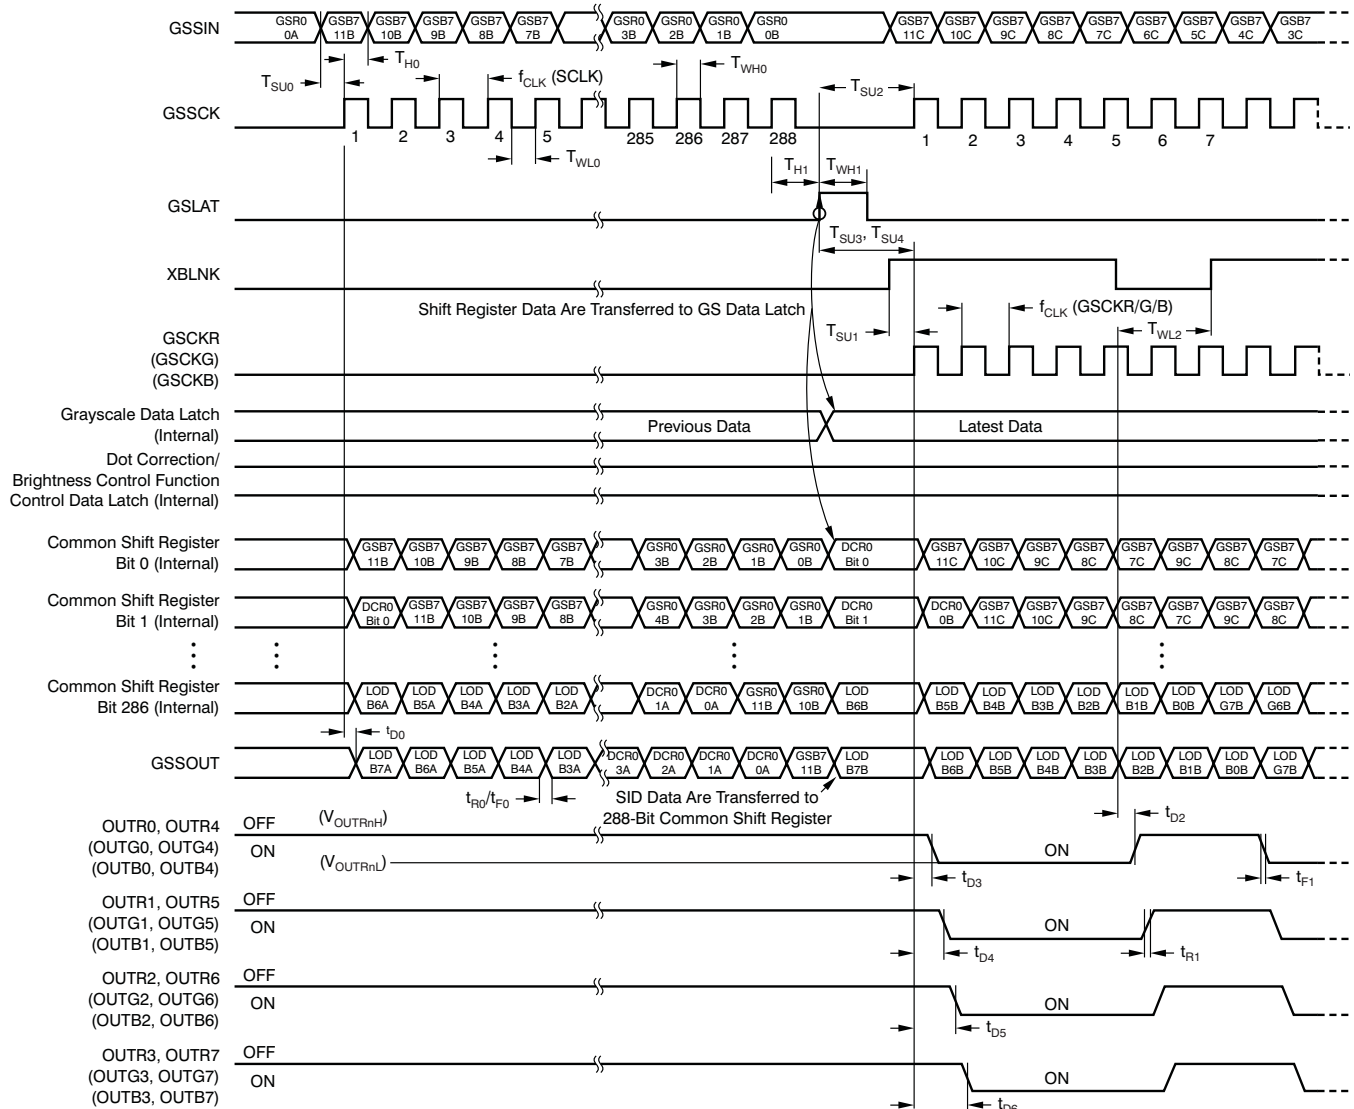 GSSIN
GSR0 0A GSB7 11B GSB7 10B GSB7 9B GSB7 8B GSB7 7B GSR0 3B GSR0 2B GSR0 1B GSR0 0B GSB7 11C GSB7 10C GSB7 9C GSB7 8C GSB7 7C GSB7 6C GSB7 5C GSB7 4C GSB7 3C
TSU0 TH0 fCLK (SCLK) TWH0 TSU2
GSSCK
1 2 3 4 5 285 286 287 288 1 2 3 4 5 6 7
TWL0 TH1 TWH1
GSLAT
TSU3, TSU4
XBLNK
Shift Register Data Are Transferred to GS Data Latch
TSU1 fCLK (GSCKR/G/B) TWL2
GSCKR
(GSCKG)
(GSCKB)
Grayscale Data Latch
(Internal)
Previous Data Latest Data
Dot Correction/
Brightness Control Function
Control Data Latch (Internal)
Common Shift Register
Bit 0 (Internal)
GSB7 11B GSB7 10B GSB7 9B GSB7 8B GSB7 7B GSR0 3B GSR0 2B GSR0 1B GSR0 0B DCR0 Bit 0 GSB7 11C GSB7 10C GSB7 9C GSB7 8C GSB7 7C GSB7 9C GSB7 8C GSB7 7C
Common Shift Register
Bit 1 (Internal)
DCR0 Bit 0 GSB7 11B GSB7 10B GSB7 9B GSB7 8B GSR0 4B GSR0 3B GSR0 2B GSR0 1B DCR0 Bit 1 DCR0 0B GSB7 11C GSB7 10C GSB7 9C GSB7 8C GSB7 7C GSB7 9C GSB7 8C
Common Shift Register
Bit 286 (Internal)
LOD B6A LOD B5A LOD B4A LOD B3A LOD B2A DCR0 1A DCR0 0A GSR0 11B GSR0 10B LOD B6B LOD B5B LOD B4B LOD B3B LOD B2B LOD B1B LOD B0B LOD G7B LOD G6B
tD0
GSSOUT
LOD B7A LOD B6A LOD B5A LOD B4A LOD B3A DCR0 3A DCR0 2A DCR0 1A DCR0 0A GSB7 11B LOD B7B LOD B6B LOD B5B LOD B4B LOD B3B LOD B2B LOD B1B LOD B0B LOD G7B
tR0/tF0
SID Data Are Transferred to
288-Bit Common Shift Register
tD2
OUTR0, OUTR4
(OUTG0, OUTG4)
(OUTB0, OUTB4)
OFF
ON
(VOUTRnH)
(VOUTRnL)
ON
tD3 tF1
OUTR1, OUTR5
(OUTG1, OUTG5)
(OUTB1, OUTB5)
OFF
ON
ON
tD4 tR1
OUTR2, OUTR6
(OUTG2, OUTG6)
(OUTB2, OUTB6)
OFF
ON
ON
tD5
OUTR3, OUTR7
(OUTG3, OUTG7)
(OUTB3, OUTB7)
OFF
ON
ON
tD6